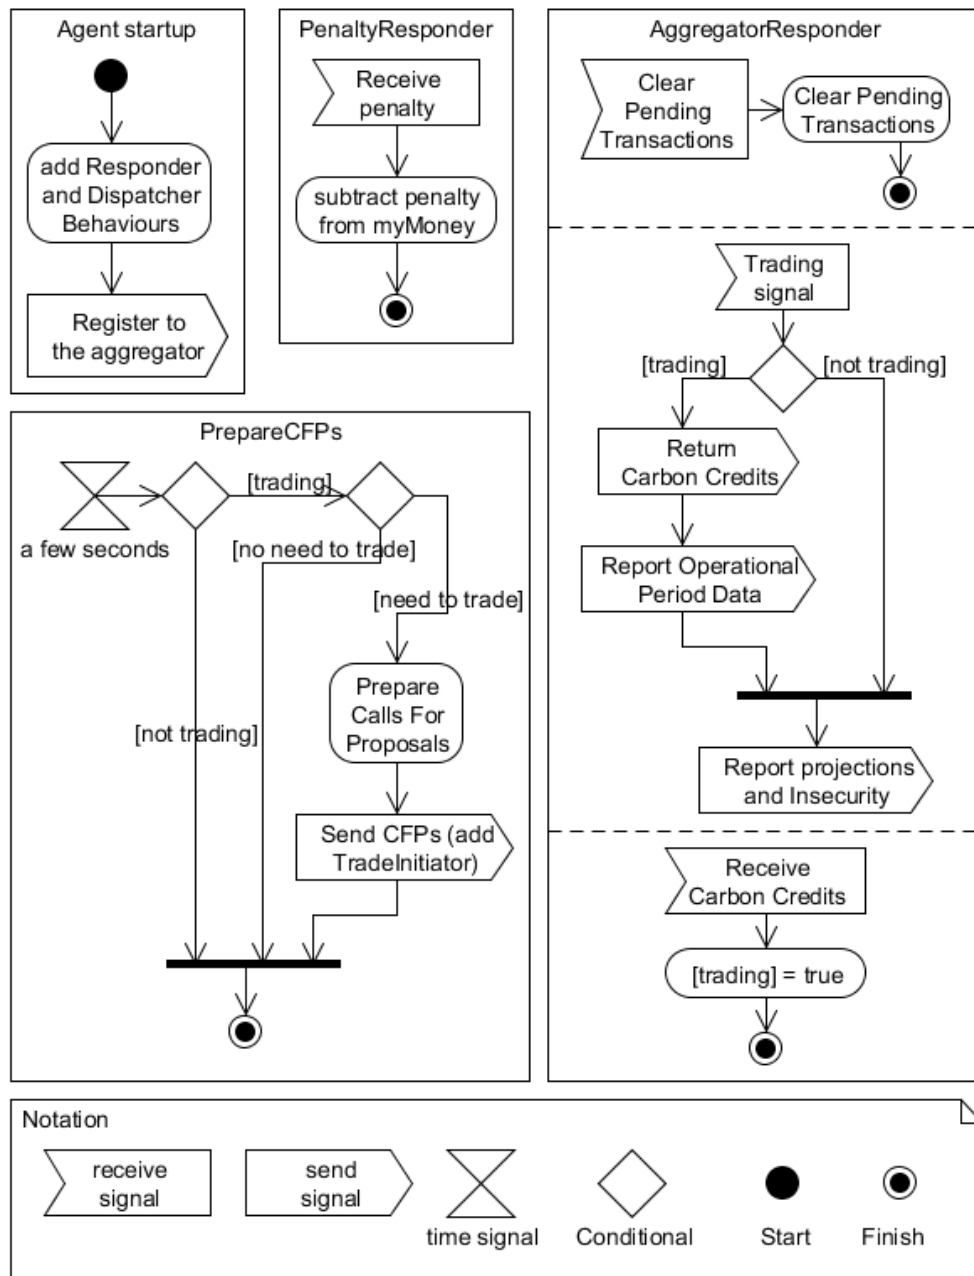 Agent startup
add Responder
and Dispatcher
Behaviours
Register to
the aggregator
PenaltyResponder
Receive
penalty
subtract penalty
from myMoney
AggregatorResponder
Clear
Pending
Transactions
Clear Pending
Transactions
Trading
signal
[trading]
[not trading]
Return
Carbon Credits
Report Operational
Period Data
Report projections
and Insecurity
Receive
Carbon Credits
[trading] = true
PrepareCFPs
a few seconds
[trading]
[no need to trade]
[need to trade]
[not trading]
Prepare
Calls For
Proposals
Send CFPs (add
TradeInitiator)
Notation
receive
signal
send
signal
time signal
Conditional
Start
Finish